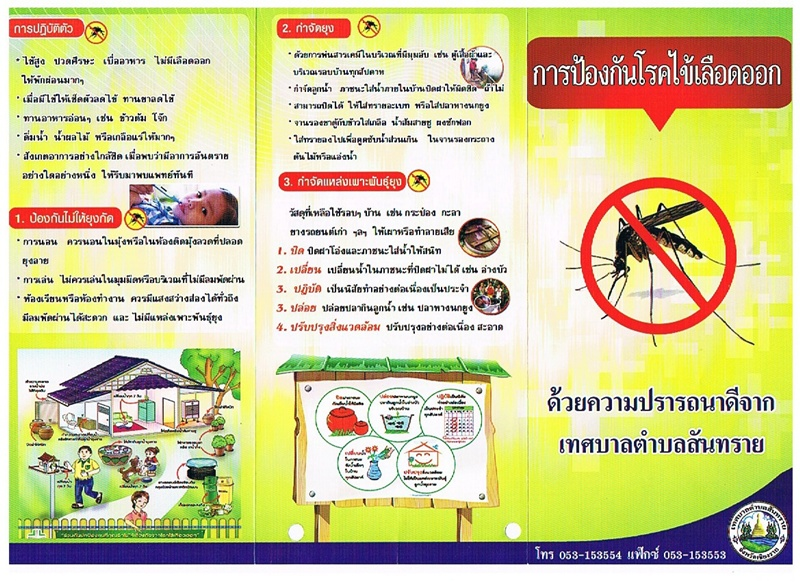 การปฏิบัติตัว
• ไข้สูง ปวดศีรษะ เบื่ออาหาร ไม่มีเลือดออก
ให้พักผ่อนมากๆ
• เมื่อมีไข้ให้เช็ดตัวลดไข้ ทานยาลดไข้
• ทานอาหารอ่อนๆ เช่น ข้าวต้ม โจ๊ก
• ดื่มน้ำ น้ำผลไม้ หรือเกลือแร่ให้มากๆ
• สังเกตอาการอย่างใกล้ชิด เมื่อพบว่ามีอาการอันตราย
อย่างใดอย่างหนึ่ง ให้รีบมาพบแพทย์ทันที
1. ป้องกันไม่ให้ยุงกัด
• การนอน ควรนอนในมุ้งหรือในห้องติดมุ้งลวดที่ปลอด
ยุงลาย
• การเล่น ไม่ควรเล่นในมุมมืดหรือบริเวณที่ไม่มีลมพัดผ่าน
• ห้องเรียนหรือห้องทำงาน ควรมีแสงสว่างส่องได้ทั่วถึง
มีลมพัดผ่านได้สะดวก และ ไม่มีแหล่งเพาะพันธุ์ยุง
2. กำจัดยุง
• ด้วยการพ่นสารเคมีในบริเวณที่มีมุมอับ เช่น ตู้เสื้อผ้าและ
บริเวณรอบบ้านทุกสัปดาห์
• กำจัดลูกน้ำ ภาชนะใส่น้ำภายในบ้านปิดฝาให้มิดชิด ถ้าไม่
• สามารถปิดได้ ให้ใส่ทรายอะเบท หรือใส่ปลาหางนกยูง
• จานรองขาตู้กับข้าวใส่เกลือ น้ำส้มสายชู ผงซักฟอก
• ใส่ทรายลงไปเพื่อดูดซับน้ำส่วนเกิน ในจานรองกระถาง
ต้นไม้หรือแอ่งน้ำ
3. กำจัดแหล่งเพาะพันธุ์ยุง
วัสดุที่เหลือใช้รอบๆ บ้าน เช่น กระป๋อง กะลา
ยางรถยนต์เก่า ฯลฯ ให้เผาหรือทำลายเสีย
1. ปิด ปิดฝาโอ่งและภาชนะใส่น้ำให้สนิท
2. เปลี่ยน เปลี่ยนน้ำในภาชนะที่ปิดฝาไม่ได้ เช่น อ่างบัว
3. ปฏิบัติ เป็นนิสัยทำอย่างต่อเนื่องเป็นประจำ
3. ปล่อย ปล่อยปลากินลูกน้ำ เช่น ปลาหางนกยูง
4. ปรับปรุงสิ่งแวดล้อม ปรับปรุงอย่างต่อเนื่อง สะอาด
การป้องกันโรคไข้เลือดออก
ด้วยความปรารถนาดีจาก
เทศบาลตำบลสันทราย
เทศบาลตำบลสันทราย
จังหวัดเชียงราย
โทร 053-153554 แฟ็กซ์ 053-153553